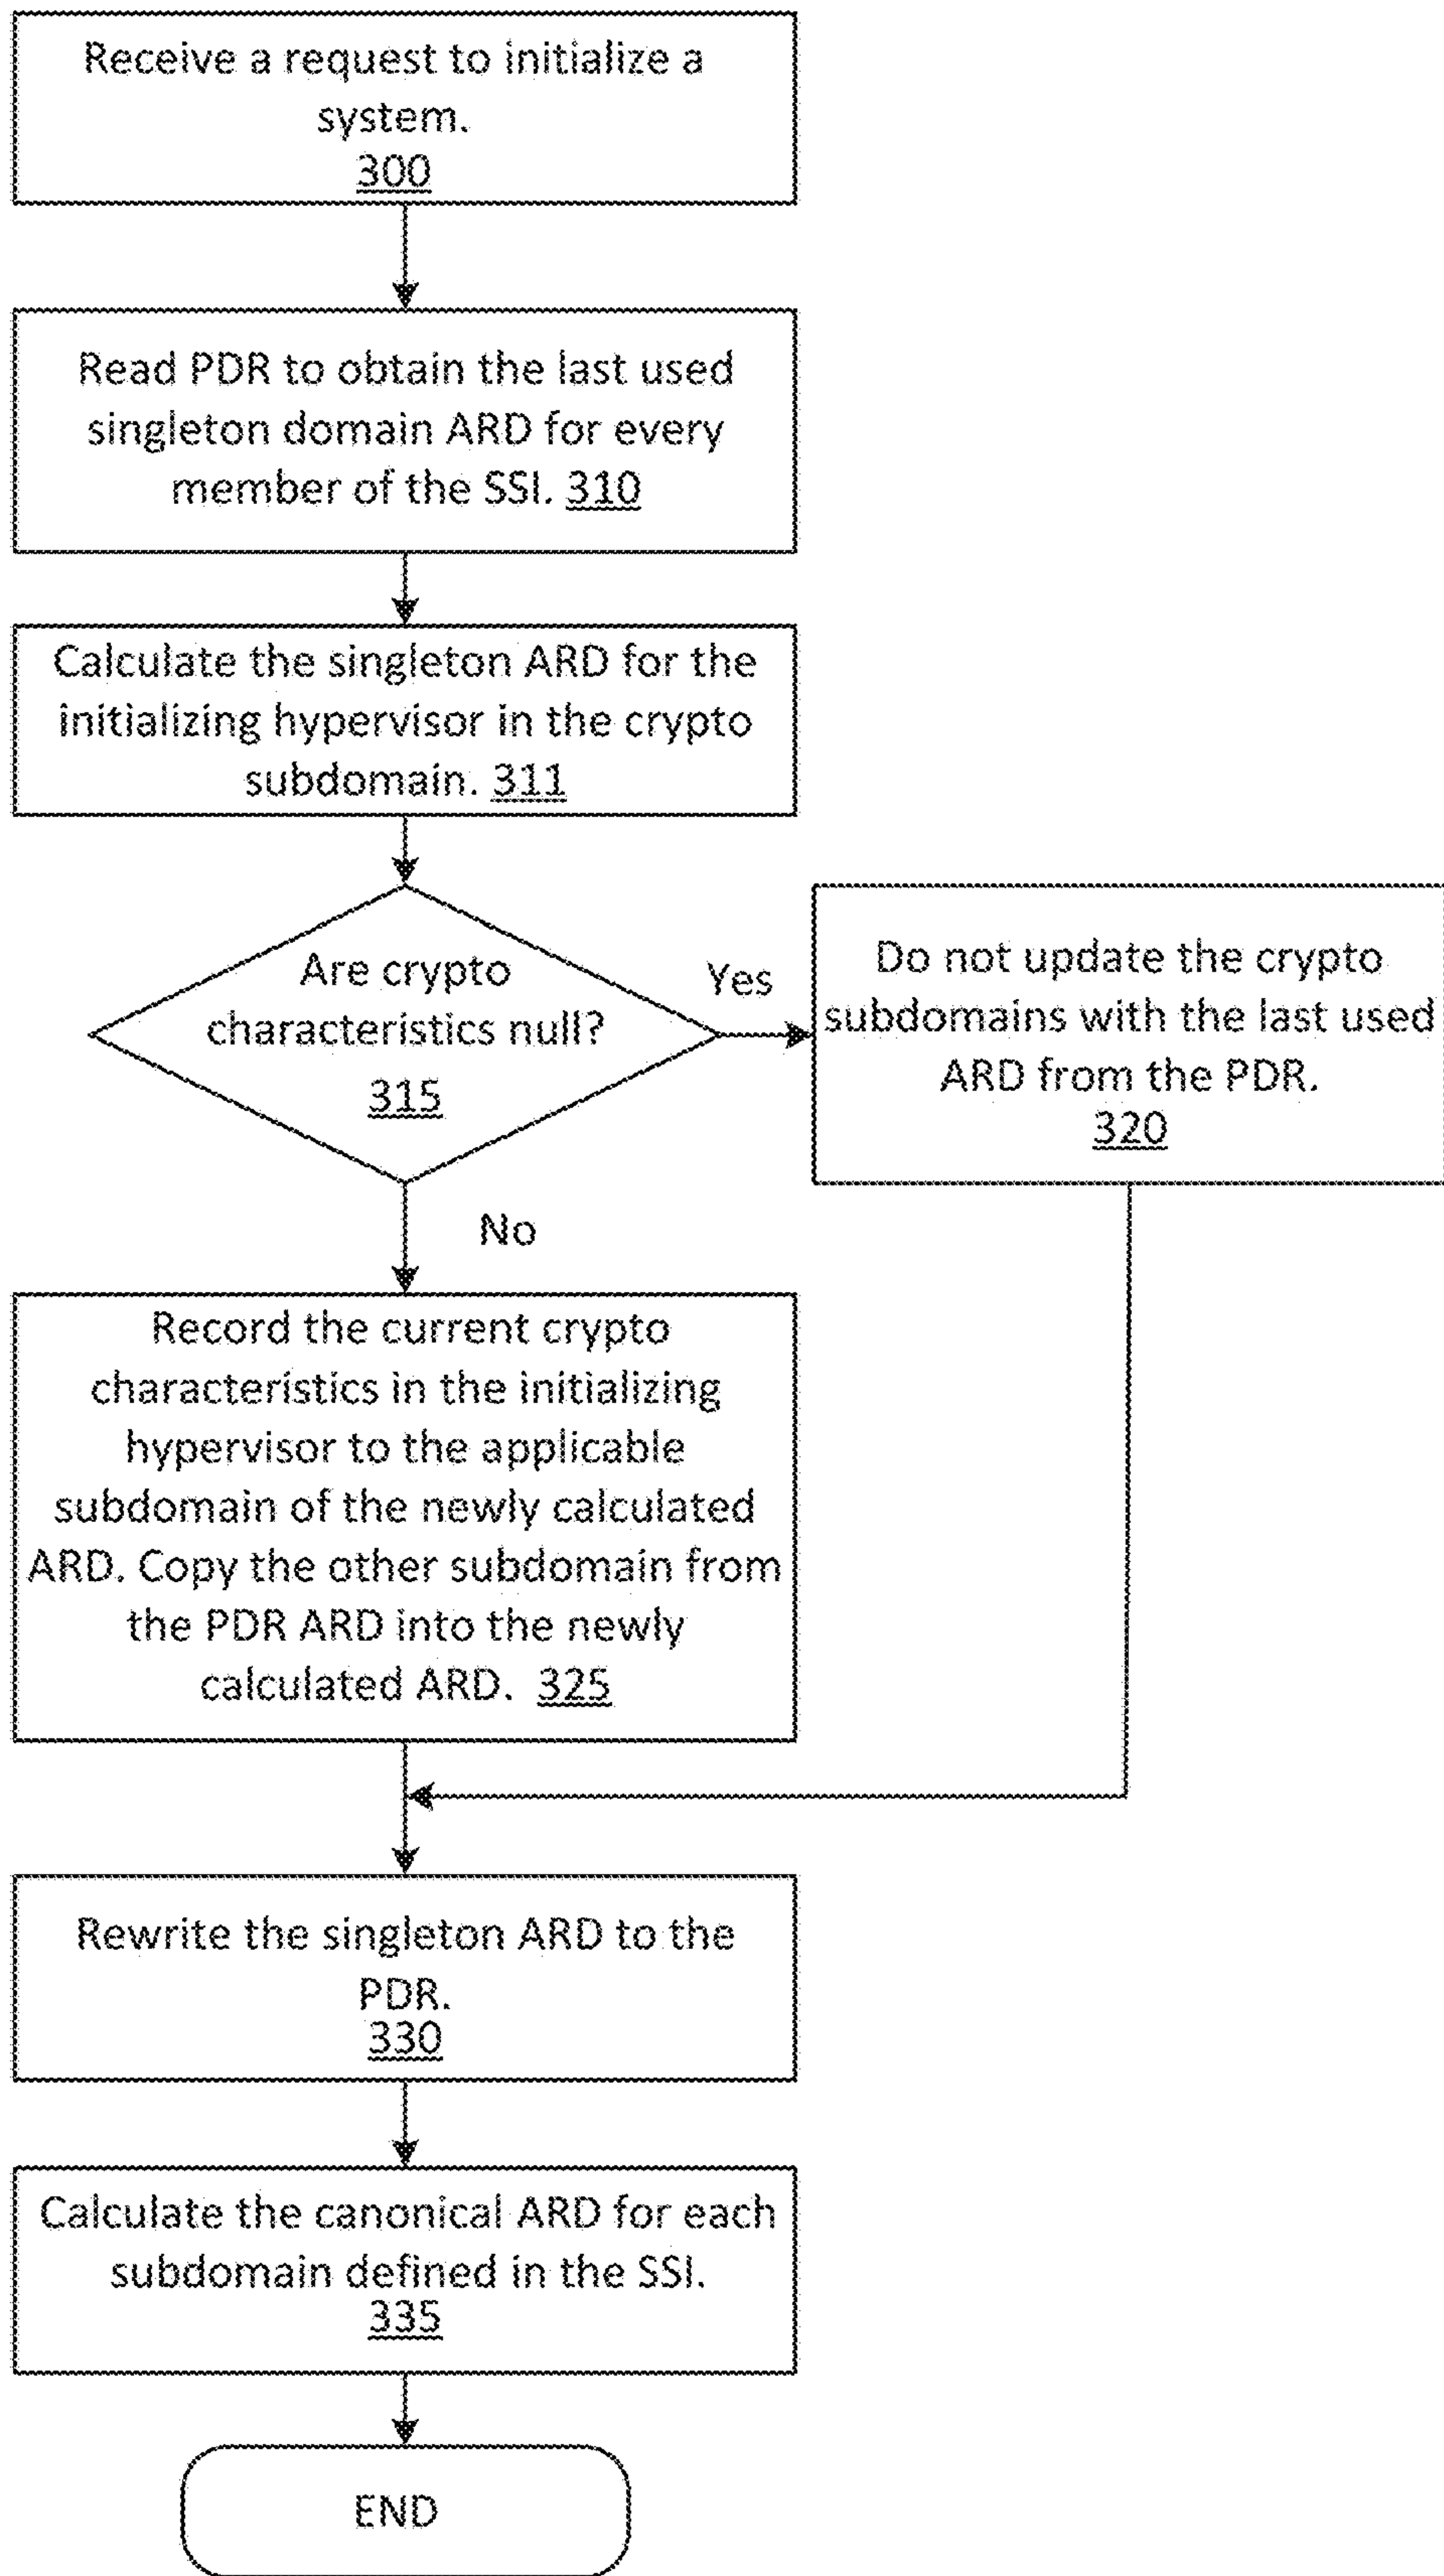 Receive a request to initialize a
system.
300
Read PDR to obtain the last used
singleton domain ARD for every
member of the SSI. 310
Calculate the singleton ARD for the
initializing hypervisor in the crypto
subdomain. 311
Are crypto
characteristics null?
315
Yes
Do not update the crypto
subdomains with the last used
ARD from the PDR.
320
No
Record the current crypto
characteristics in the initializing
hypervisor to the applicable
subdomain of the newly calculated
ARD. Copy the other subdomain from
the PDR ARD into the newly
calculated ARD. 325
Rewrite the singleton ARD to the
PDR.
330
Calculate the canonical ARD for each
subdomain defined in the SSI.
335
END